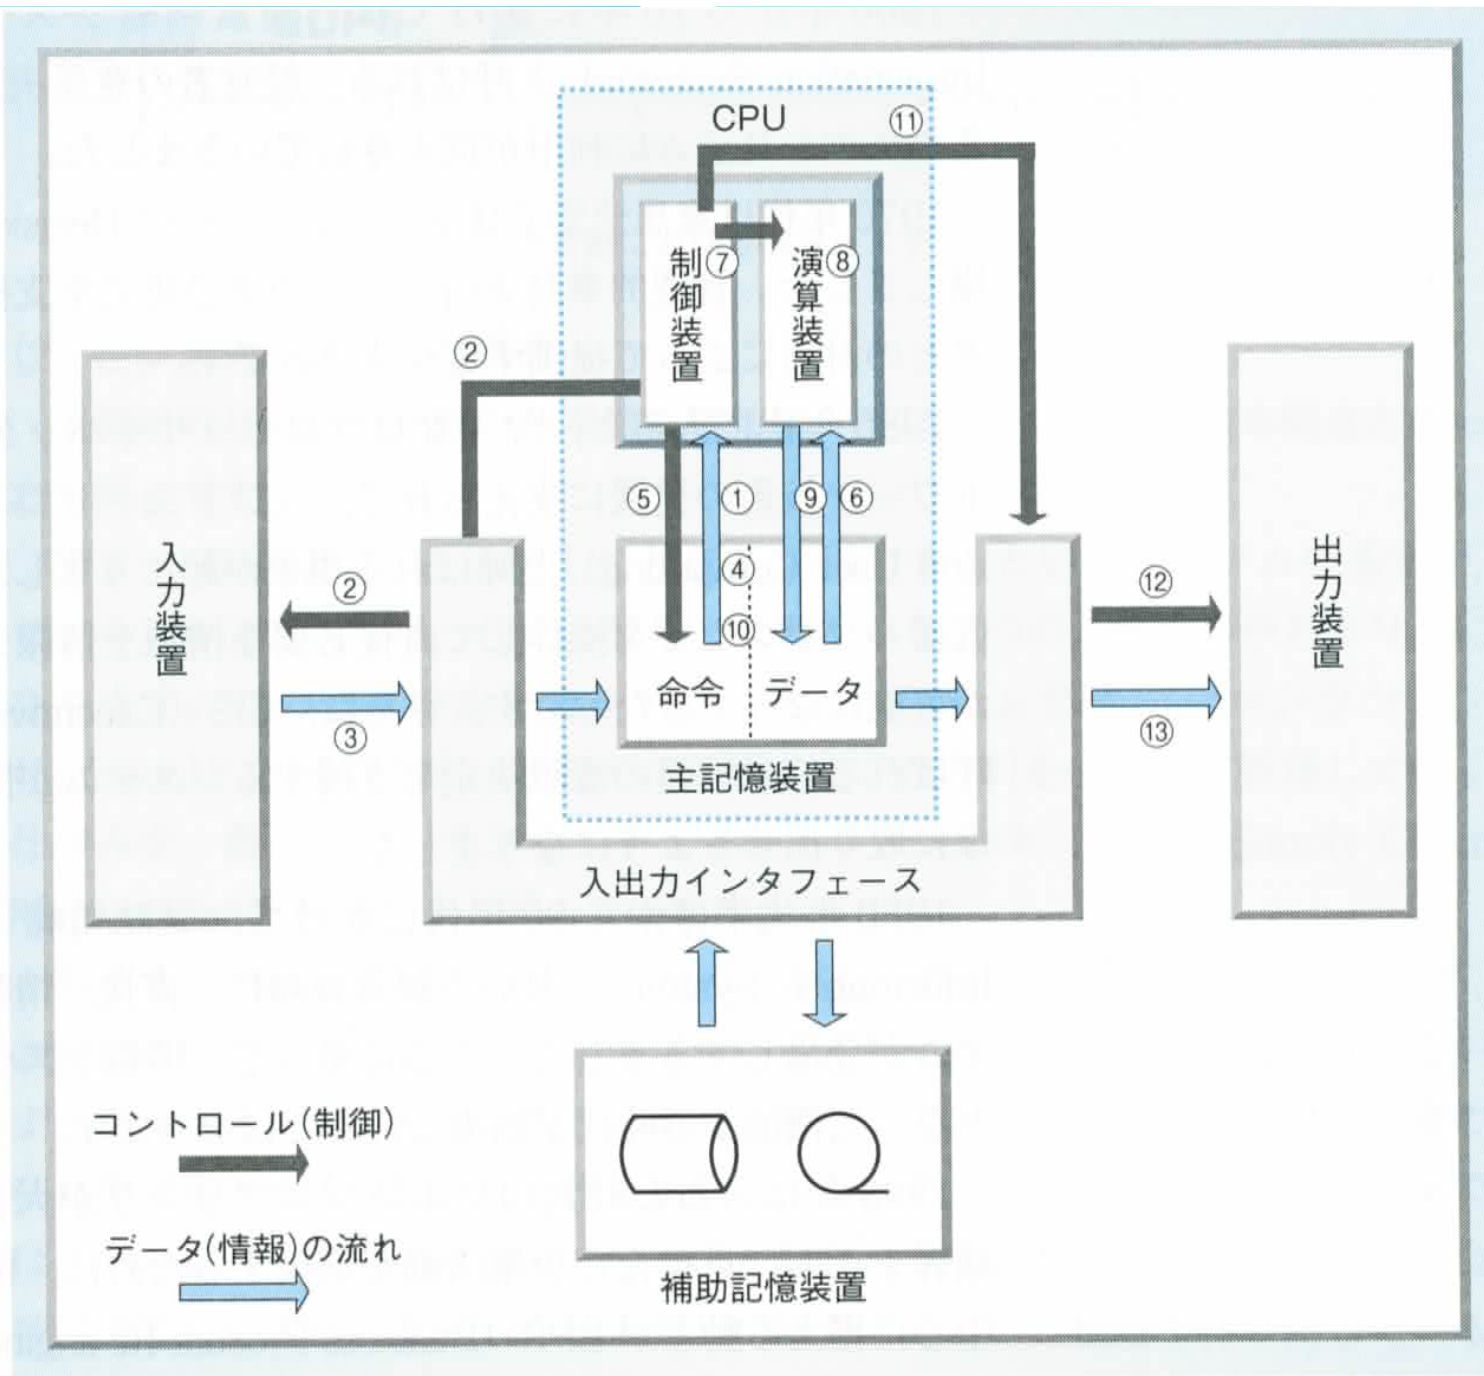 CPU
⑪
制御装置
⑦
演算装置
⑧
②
⑤
①
⑨
⑥
④
⑩
入力装置
②
③
命令
データ
主記憶装置
入出力インタフェース
⑫
⑬
出力装置
コントロール(制御)
データ(情報)の流れ
補助記憶装置